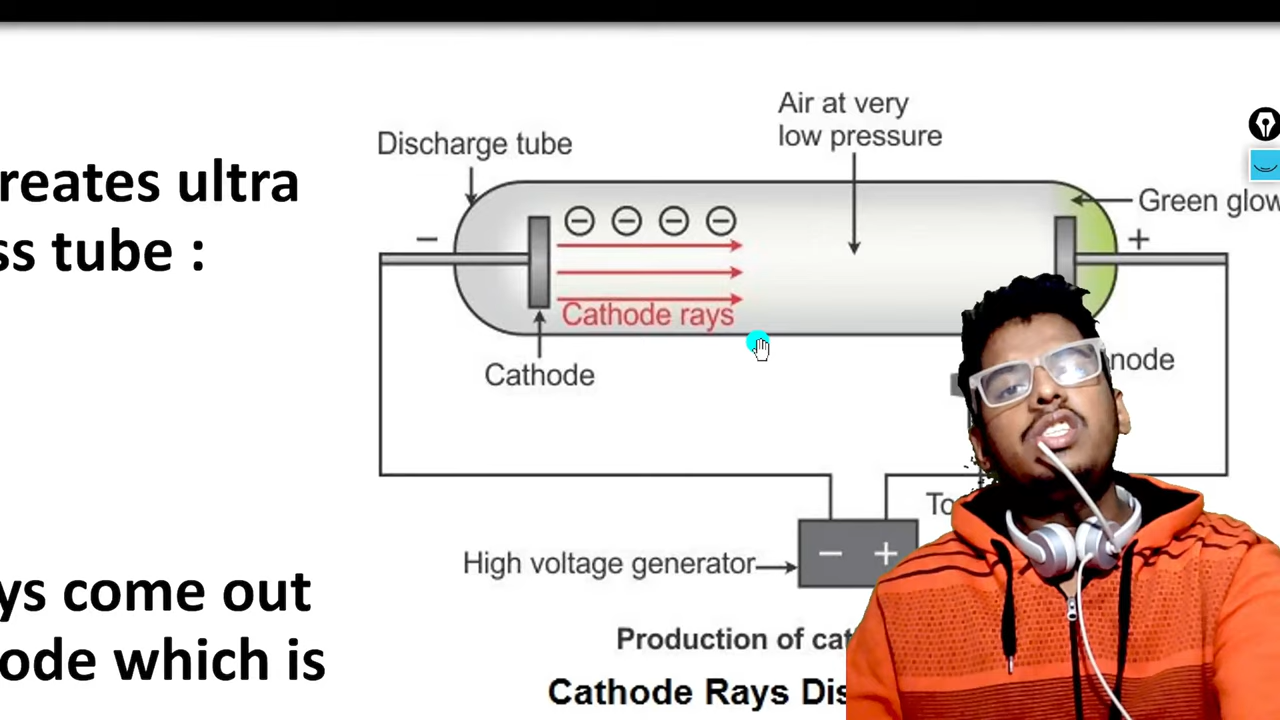 reates ultra
ss tube :
ys come out
ode which is
Discharge tube
Air at very
low pressure
Green glow
−
+
Cathode rays
Cathode
node
To
High voltage generator
− +
Production of cat
Cathode Rays Dis